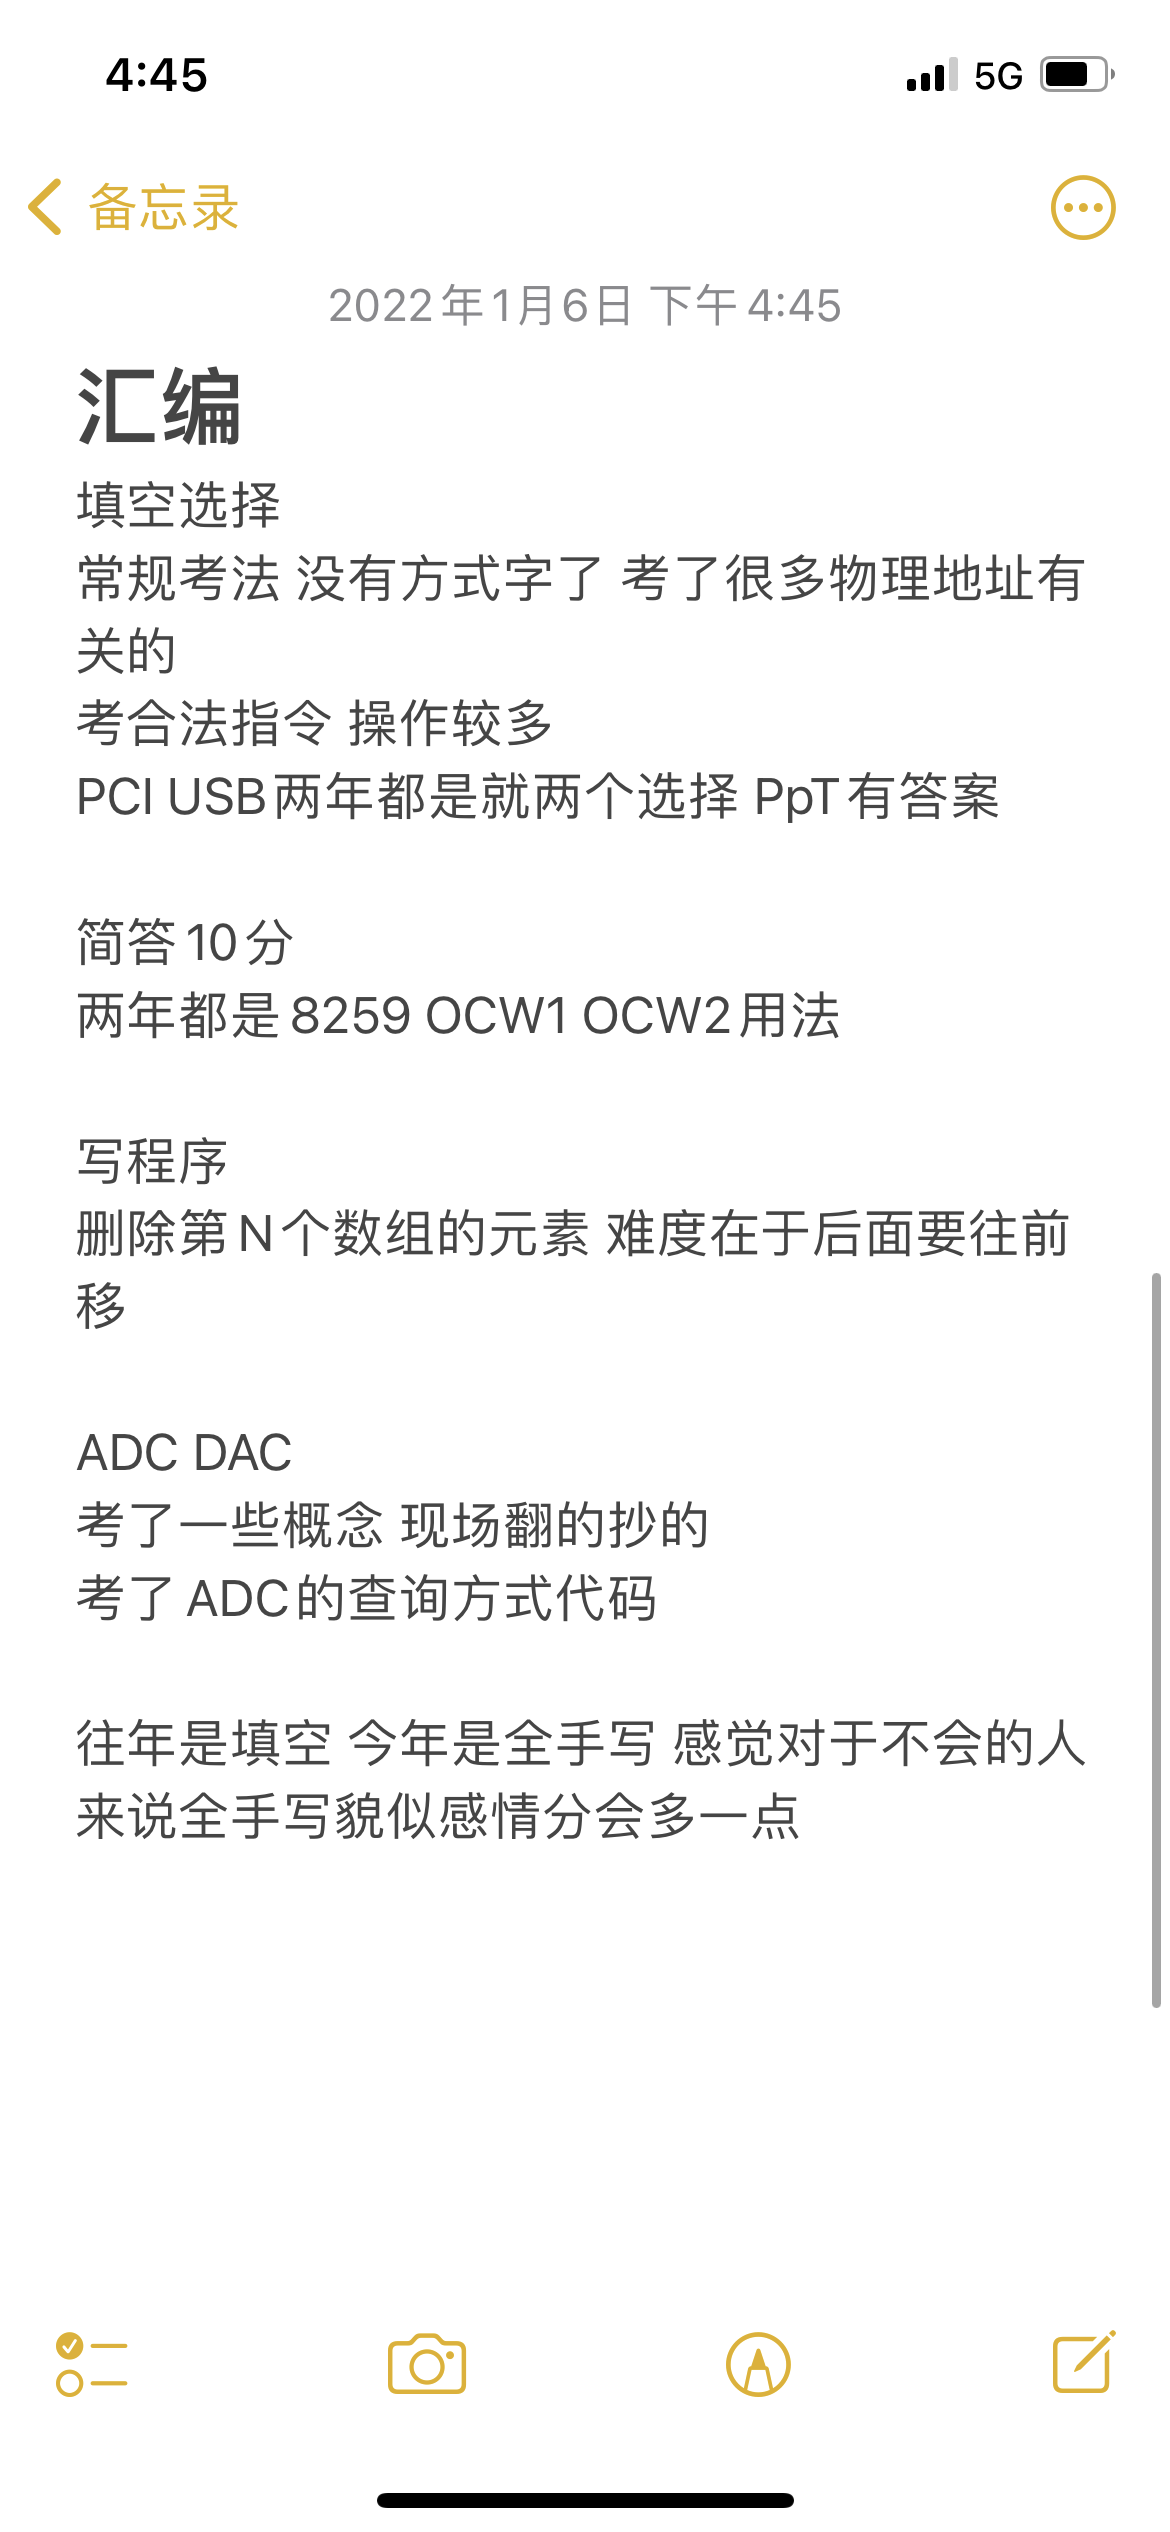 4:45 5G
备忘录
2022年1月6日 下午4:45
汇编
填空选择
常规考法 没有方式字了 考了很多物理地址有
关的
考合法指令 操作较多
PCI USB两年都是就两个选择 PpT有答案
简答10分
两年都是8259 OCW1 OCW2用法
写程序
删除第N个数组的元素 难度在于后面要往前
移
ADC DAC
考了一些概念 现场翻的抄的
考了ADC的查询方式代码
往年是填空 今年是全手写 感觉对于不会的人
来说全手写貌似感情分会多一点